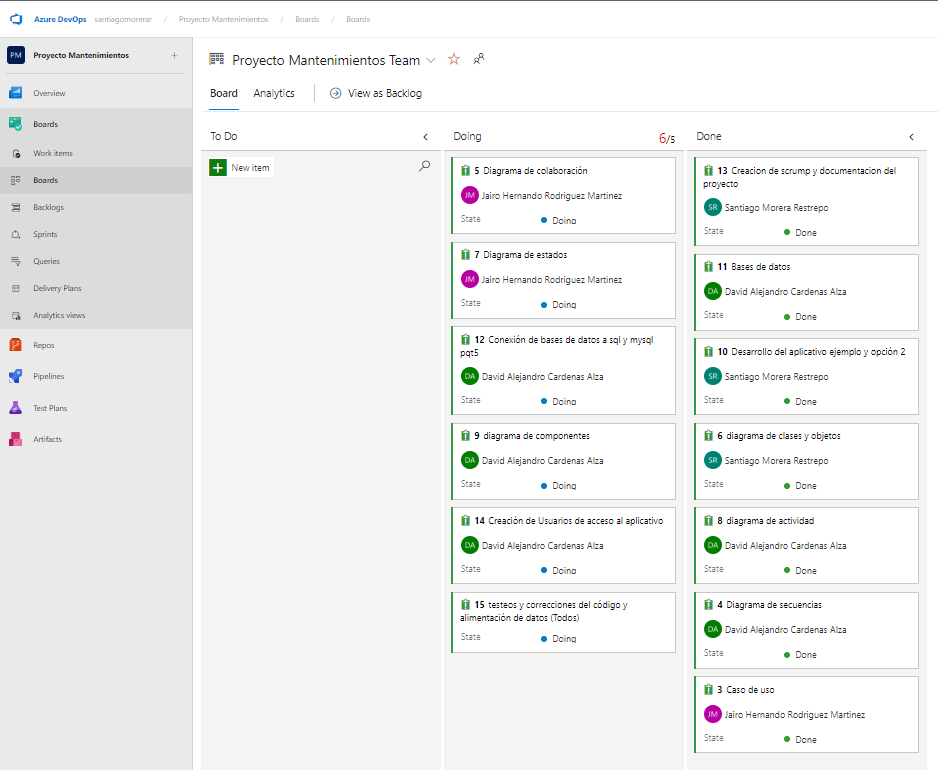 Azure DevOps santiagomorerar / Proyecto Mantenimientos / Boards / Boards
PM Proyecto Mantenimientos +
Overview
Boards
Work items
Boards
Backlogs
Sprints
Queries
Delivery Plans
Analytics views
Repos
Pipelines
Test Plans
Artifacts
Proyecto Mantenimientos Team
Board Analytics View as Backlog
To Do
New item
Doing 6/5
5 Diagrama de colaboración
JM Jairo Hernando Rodriguez Martinez
State Doing
7 Diagrama de estados
JM Jairo Hernando Rodriguez Martinez
State Doing
12 Conexión de bases de datos a sql y mysql
pqt5
DA David Alejandro Cardenas Alza
State Doing
9 diagrama de componentes
DA David Alejandro Cardenas Alza
State Doing
14 Creación de Usuarios de acceso al aplicativo
DA David Alejandro Cardenas Alza
State Doing
15 testeos y correcciones del código y
alimentación de datos (Todos)
State Doing
Done
13 Creacion de scrump y documentacion del
proyecto
SR Santiago Morera Restrepo
State Done
11 Bases de datos
DA David Alejandro Cardenas Alza
State Done
10 Desarrollo del aplicativo ejemplo y opción 2
SR Santiago Morera Restrepo
State Done
6 diagrama de clases y objetos
SR Santiago Morera Restrepo
State Done
8 diagrama de actividad
DA David Alejandro Cardenas Alza
State Done
4 Diagrama de secuencias
DA David Alejandro Cardenas Alza
State Done
3 Caso de uso
JM Jairo Hernando Rodriguez Martinez
State Done